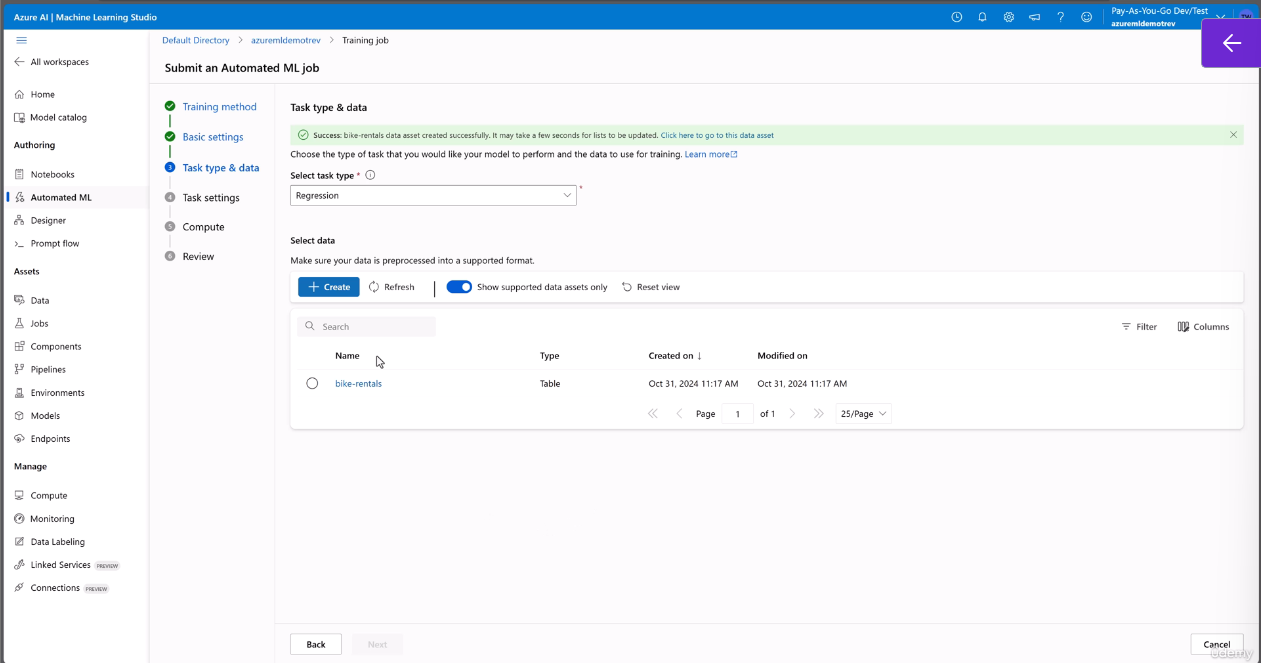 Azure AI | Machine Learning Studio
Pay-As-You-Go Dev/Test
azuremldemotrev
All workspaces
Home
Model catalog
Authoring
Notebooks
Automated ML
Designer
Prompt flow
Assets
Data
Jobs
Components
Pipelines
Environments
Models
Endpoints
Manage
Compute
Monitoring
Data Labeling
Linked Services PREVIEW
Connections PREVIEW
Default Directory > azuremldemotrev > Training job
Submit an Automated ML job
Training method
Basic settings
3 Task type & data
4 Task settings
5 Compute
6 Review
Task type & data
Success: bike-rentals data asset created successfully. It may take a few seconds for lists to be updated. Click here to go to this data asset
Choose the type of task that you would like your model to perform and the data to use for training. Learn more
Select task type *
Regression *
Select data
Make sure your data is preprocessed into a supported format.
+ Create Refresh | Show supported data assets only Reset view
Search Filter Columns
Name Type Created on ↓ Modified on
bike-rentals Table Oct 31, 2024 11:17 AM Oct 31, 2024 11:17 AM
Page 1 of 1 25/Page
Back Next Cancel
udemy